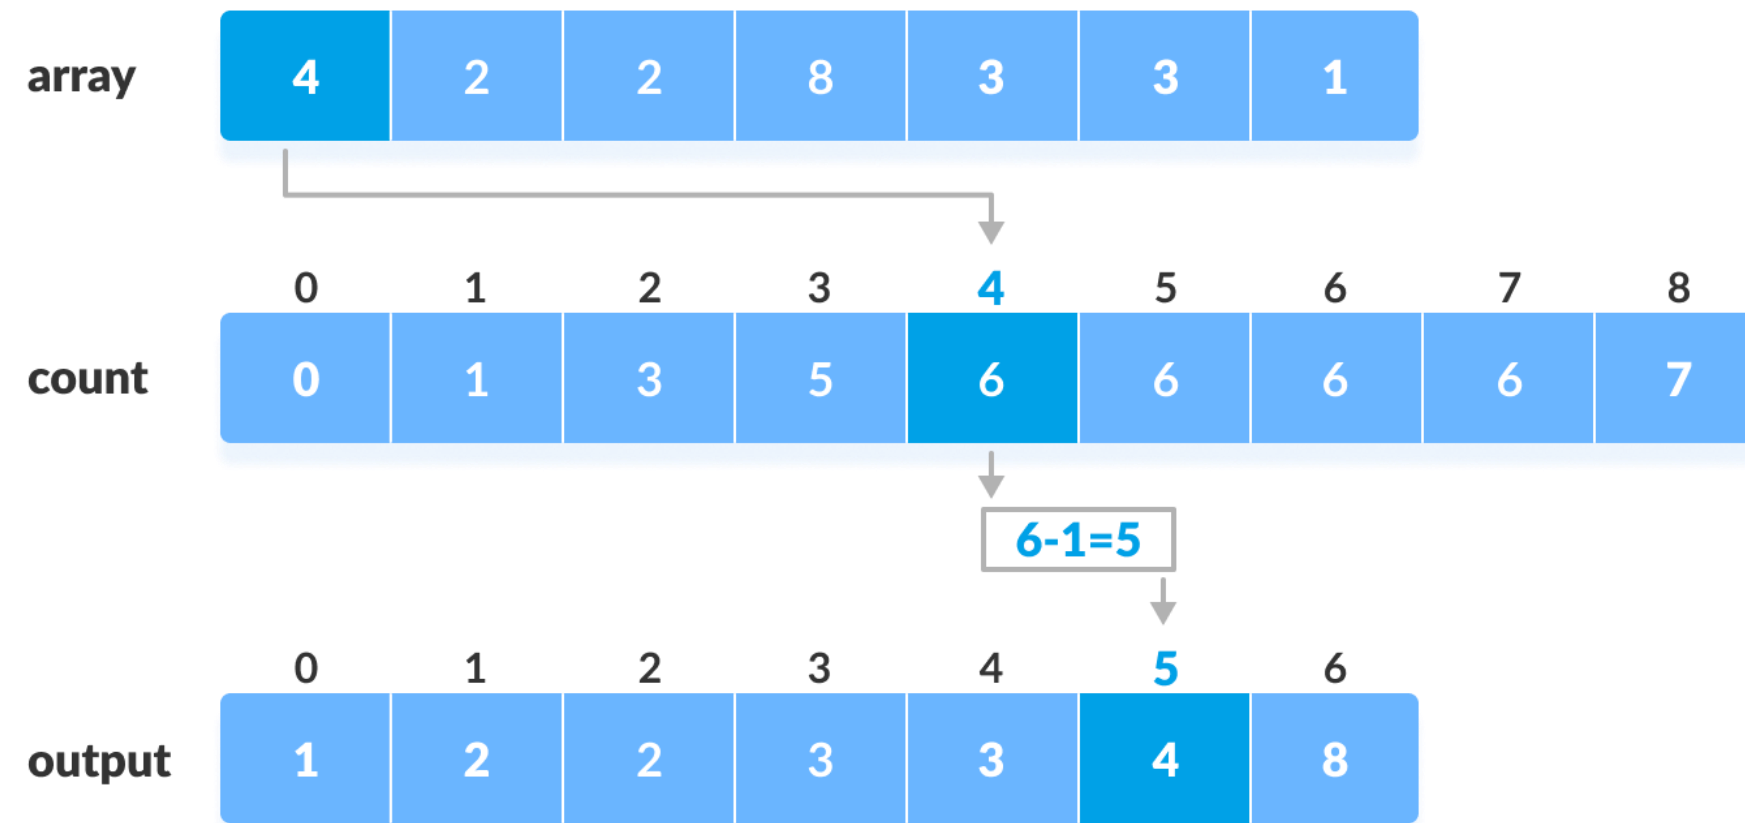 array 4 2 2 8 3 3 1
0 1 2 3 4 5 6 7 8
count 0 1 3 5 6 6 6 6 7
6-1=5
0 1 2 3 4 5 6
output 1 2 2 3 3 4 8